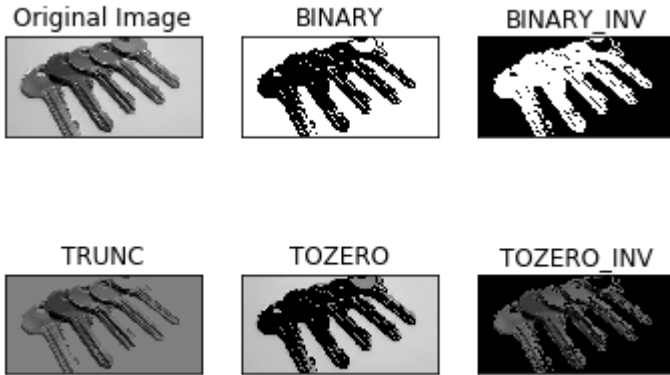 Original Image
BINARY
BINARY_INV
TRUNC
TOZERO
TOZERO_INV